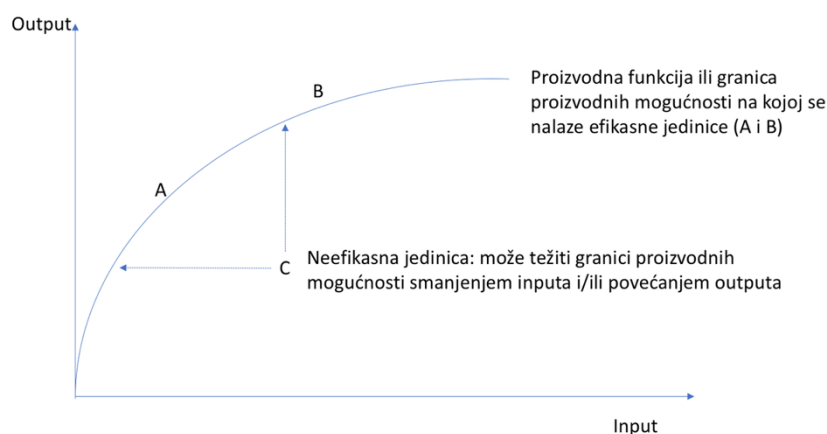 Output
B
Proizvodna funkcija ili granica
proizvodnih mogućnosti na kojoj se
nalaze efikasne jedinice (A i B)
A
C
Neefikasna jedinica: može težiti granici proizvodnih
mogućnosti smanjenjem inputa i/ili povećanjem outputa
Input